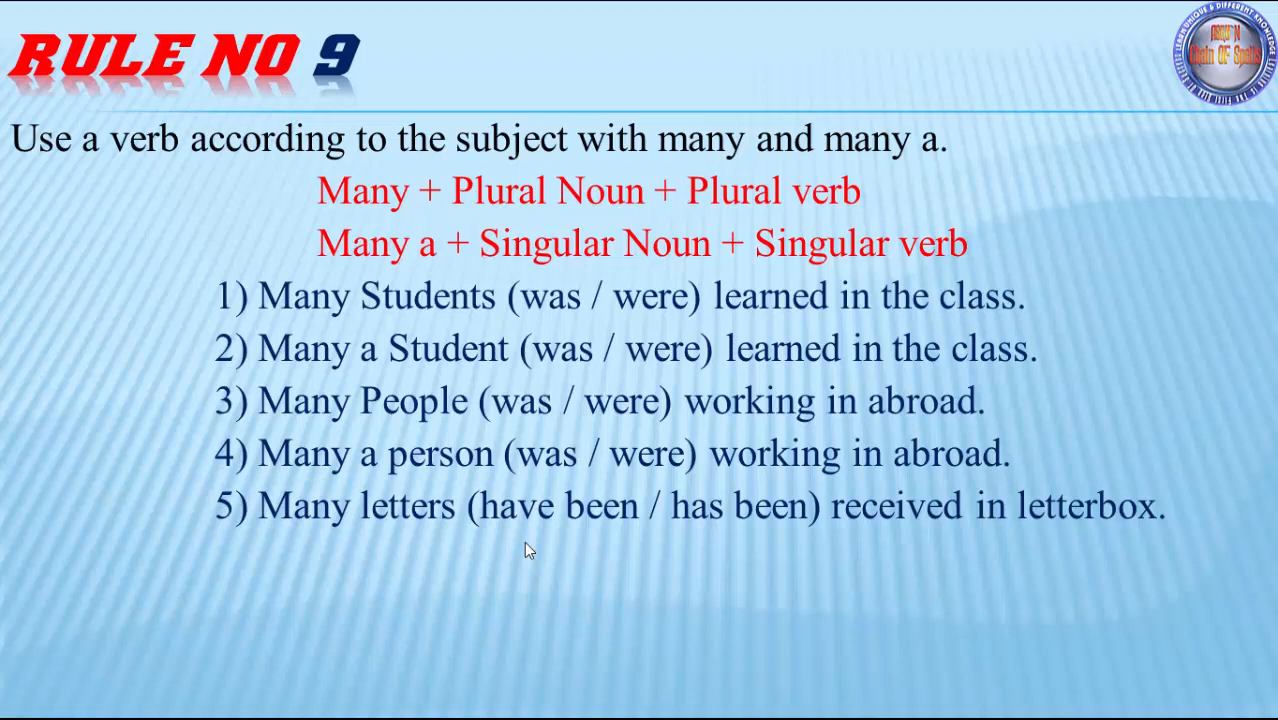 RULE NO 9
Use a verb according to the subject with many and many a.
Many + Plural Noun + Plural verb
Many a + Singular Noun + Singular verb
1) Many Students (was / were) learned in the class.
2) Many a Student (was / were) learned in the class.
3) Many People (was / were) working in abroad.
4) Many a person (was / were) working in abroad.
5) Many letters (have been / has been) received in letterbox.
Chain OF Spells